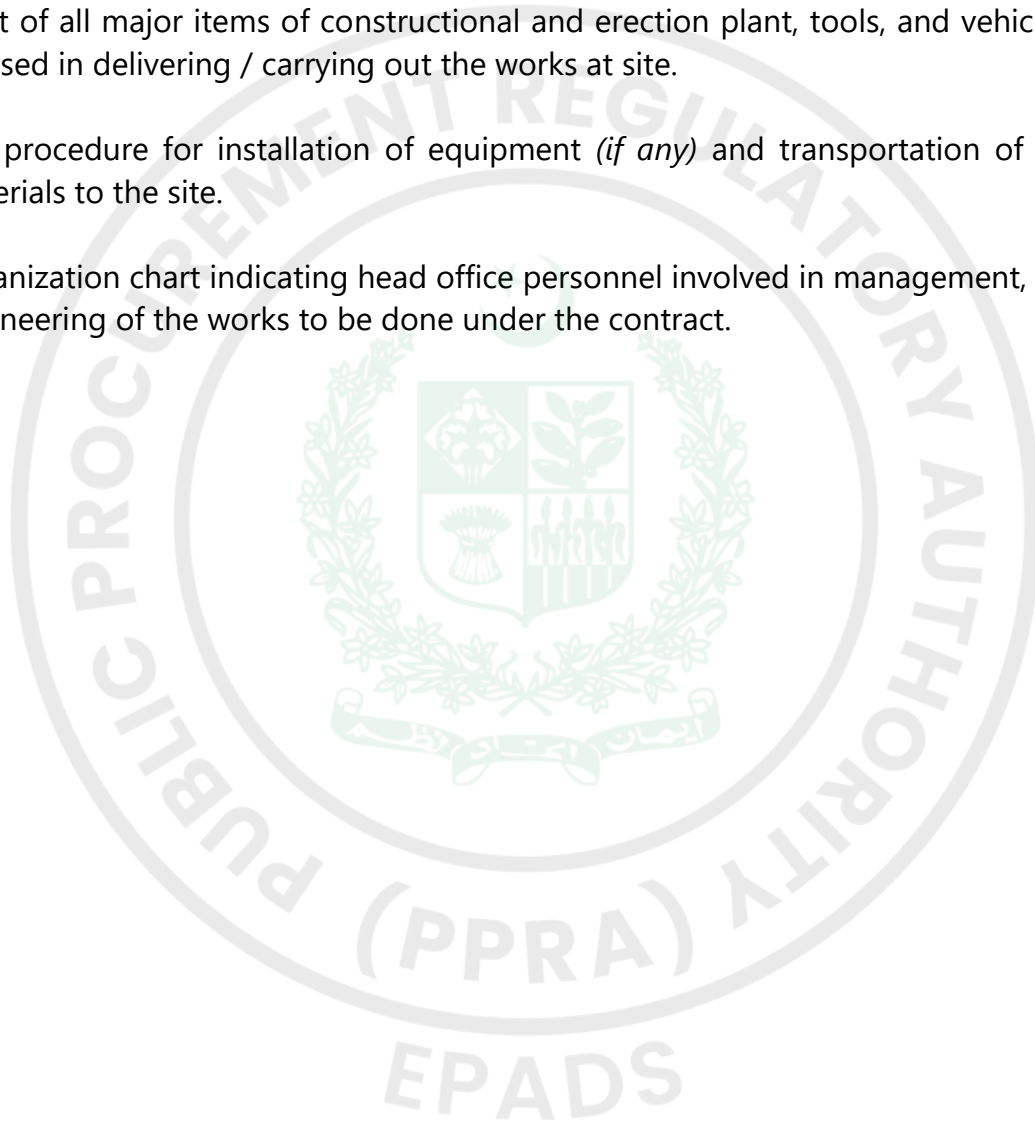 t of all major items of constructional and erection plant, tools, and vehic
sed in delivering / carrying out the works at site.
procedure for installation of equipment (if any) and transportation of
erials to the site.
anization chart indicating head office personnel involved in management,
neering of the works to be done under the contract.
PUBLIC PROCUREMENT REGULATORY AUTHORITY
(PPRA)
EPADS